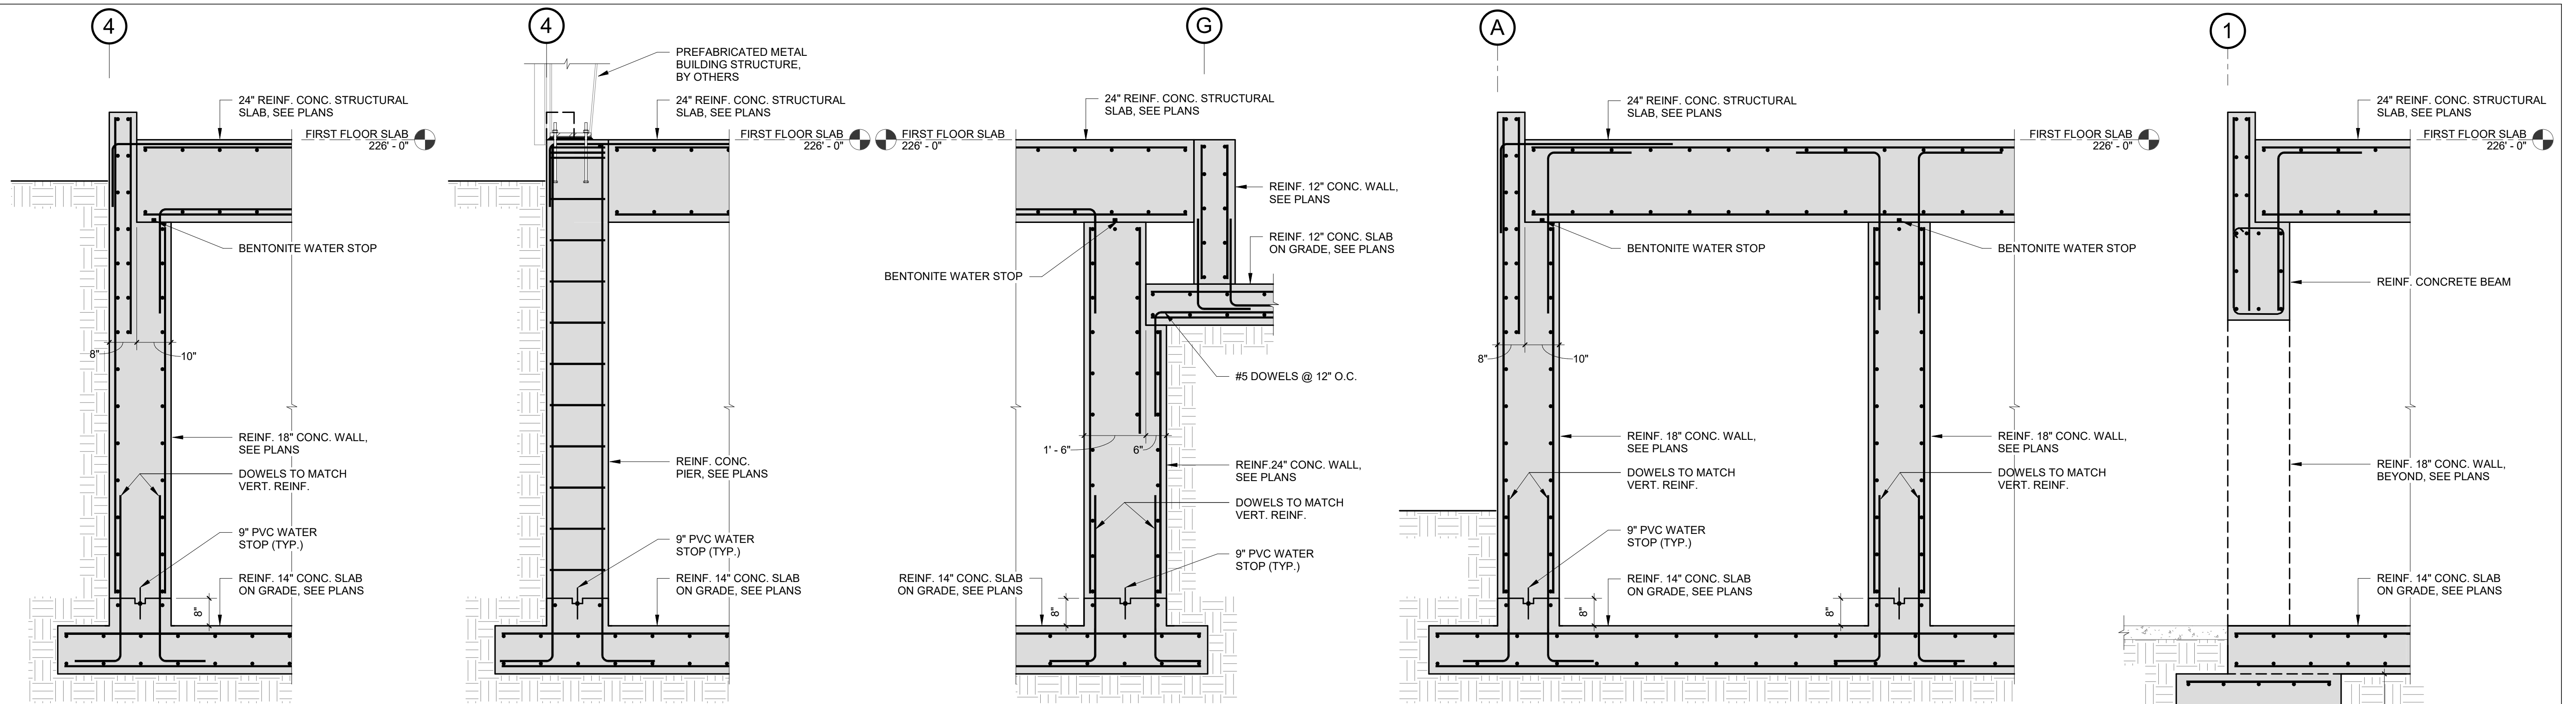 4
24" REINF. CONC. STRUCTURAL
SLAB, SEE PLANS
FIRST FLOOR SLAB
226' - 0"
BENTONITE WATER STOP
8"
10"
REINF. 18" CONC. WALL,
SEE PLANS
DOWELS TO MATCH
VERT. REINF.
9" PVC WATER
STOP (TYP.)
REINF. 14" CONC. SLAB
ON GRADE, SEE PLANS
8"
4
PREFABRICATED METAL
BUILDING STRUCTURE,
BY OTHERS
24" REINF. CONC. STRUCTURAL
SLAB, SEE PLANS
FIRST FLOOR SLAB
226' - 0"
REINF. CONC.
PIER, SEE PLANS
9" PVC WATER
STOP (TYP.)
REINF. 14" CONC. SLAB
ON GRADE, SEE PLANS
G
24" REINF. CONC. STRUCTURAL
SLAB, SEE PLANS
FIRST FLOOR SLAB
226' - 0"
REINF. 12" CONC. WALL,
SEE PLANS
REINF. 12" CONC. SLAB
ON GRADE, SEE PLANS
BENTONITE WATER STOP
#5 DOWELS @ 12" O.C.
1' - 6"
6"
REINF.24" CONC. WALL,
SEE PLANS
DOWELS TO MATCH
VERT. REINF.
9" PVC WATER
STOP (TYP.)
REINF. 14" CONC. SLAB
ON GRADE, SEE PLANS
8"
A
24" REINF. CONC. STRUCTURAL
SLAB, SEE PLANS
FIRST FLOOR SLAB
226' - 0"
BENTONITE WATER STOP
BENTONITE WATER STOP
8"
10"
REINF. 18" CONC. WALL,
SEE PLANS
REINF. 18" CONC. WALL,
SEE PLANS
DOWELS TO MATCH
VERT. REINF.
DOWELS TO MATCH
VERT. REINF.
9" PVC WATER
STOP (TYP.)
REINF. 14" CONC. SLAB
ON GRADE, SEE PLANS
8"
8"
1
24" REINF. CONC. STRUCTURAL
SLAB, SEE PLANS
FIRST FLOOR SLAB
226' - 0"
REINF. CONCRETE BEAM
REINF. 18" CONC. WALL,
BEYOND, SEE PLANS
REINF. 14" CONC. SLAB
ON GRADE, SEE PLANS